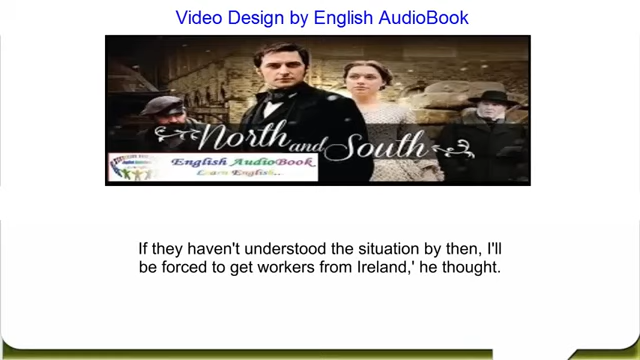 Video Design by English AudioBook
North and South
English AudioBook
Learn English...
If they haven't understood the situation by then, I'll
be forced to get workers from Ireland,' he thought.